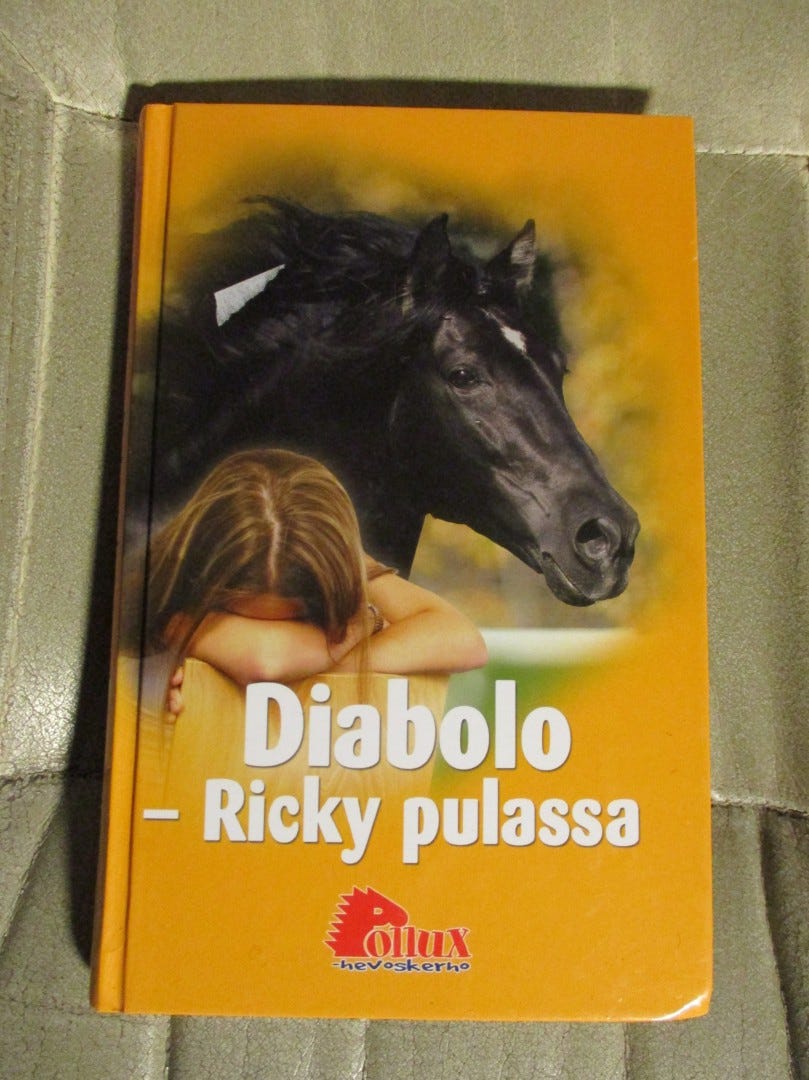 Diabolo
– Ricky pulassa
Pollux
-hevoskerho